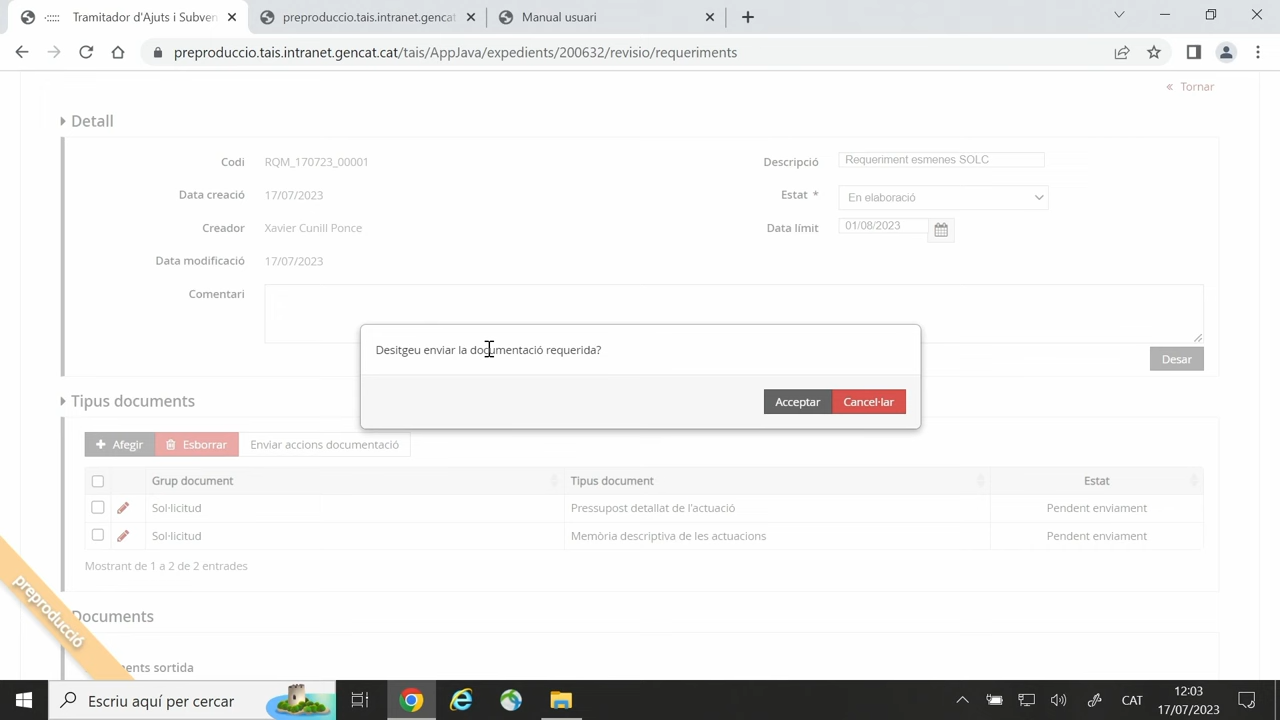 Tramitador d'Ajuts i Subven
preproduccio.tais.intranet.gencat
Manual usuari
preproduccio.tais.intranet.gencat.cat/tais/AppJava/expedients/200632/revisio/requeriments
« Tornar
Detall
Codi RQM_170723_00001 Descripció Requeriment esmenes SOLC
Data creació 17/07/2023 Estat * En elaboració
Creador Xavier Cunill Ponce Data límit 01/08/2023
Data modificació 17/07/2023
Comentari
Desitgeu enviar la documentació requerida?
Desar
Acceptar Cancel·lar
Tipus documents
Afegir Esborrar Enviar accions documentació
Grup document Tipus document Estat
Sol·licitud Pressupost detallat de l'actuació Pendent enviament
Sol·licitud Memòria descriptiva de les actuacions Pendent enviament
Mostrant de 1 a 2 de 2 entrades
preproducció
Documents
ents sortida
Escriu aquí per cercar
CAT
12:03
17/07/2023